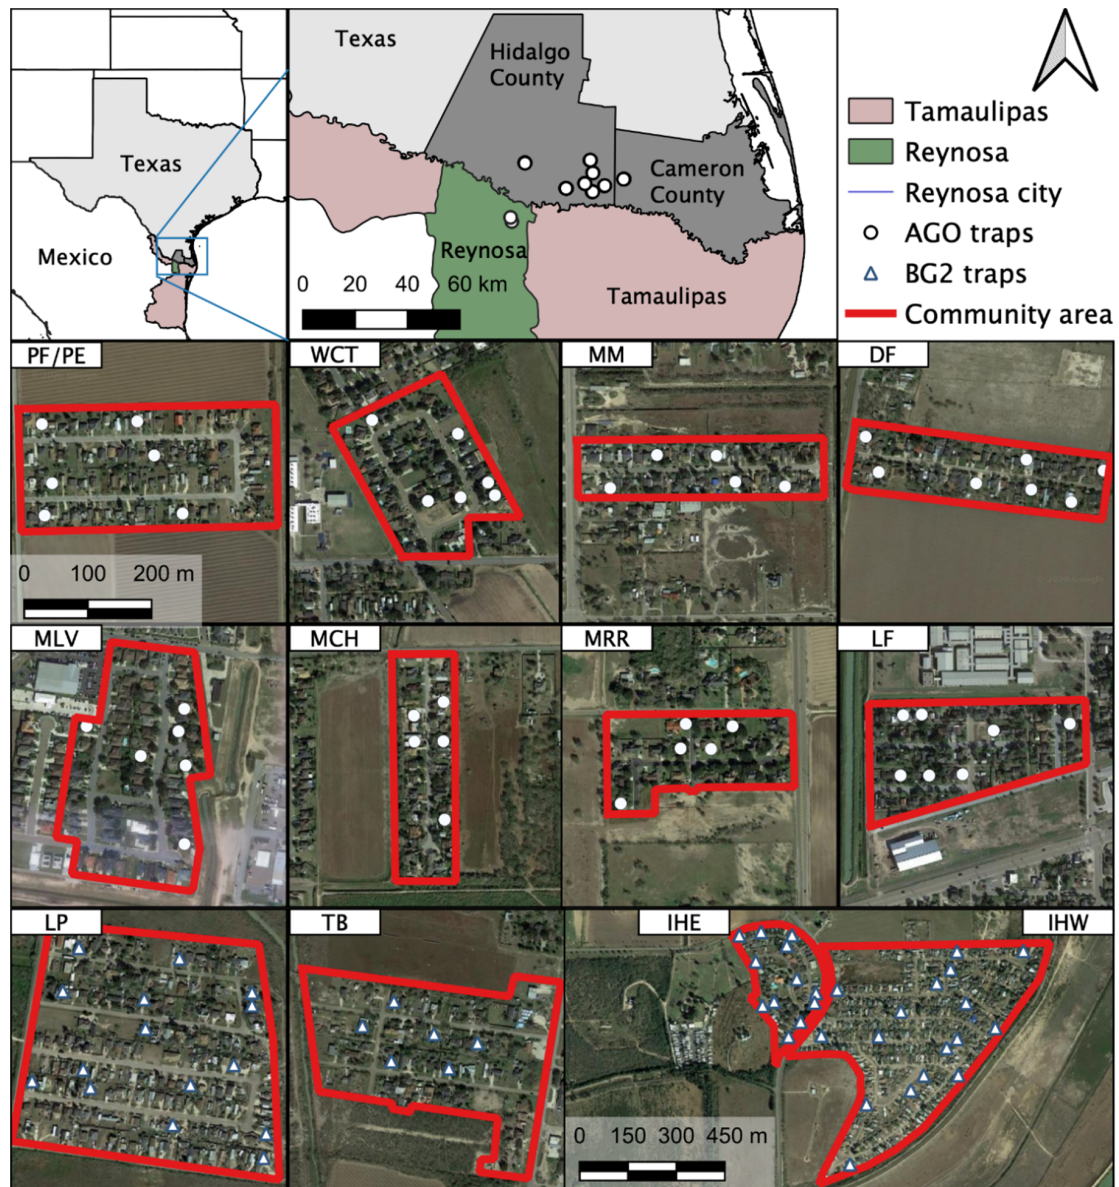 Texas
Mexico
Texas
Hidalgo
County
Cameron
County
Reynosa
Tamaulipas
0 20 40 60 km
Tamaulipas
Reynosa
Reynosa city
AGO traps
BG2 traps
Community area
PF/PE
WCT
MM
DF
0 100 200 m
MLV
MCH
MRR
LF
LP
TB
IHE
IHW
0 150 300 450 m